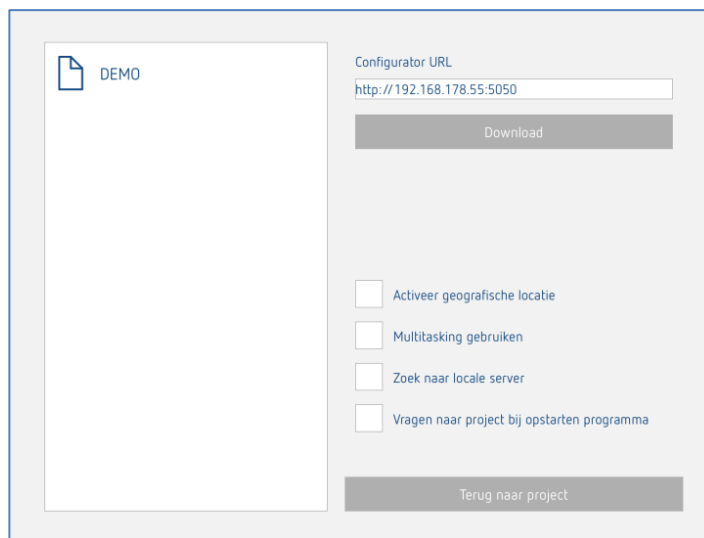 DEMO
Configurator URL
http://192.168.178.55:5050
Download
Activeer geografische locatie
Multitasking gebruiken
Zoek naar locale server
Vragen naar project bij opstarten programma
Terug naar project